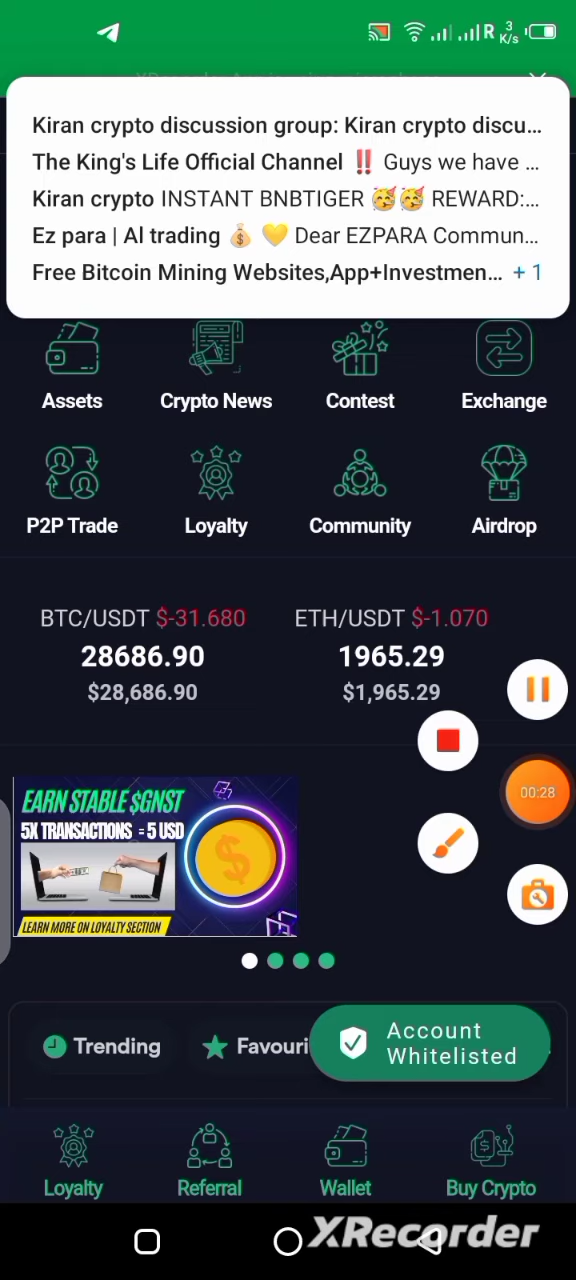 R 3 K/s
Kiran crypto discussion group: Kiran crypto discu...
The King's Life Official Channel ‼️ Guys we have ...
Kiran crypto INSTANT BNBTIGER 🥳🥳 REWARD:...
Ez para | Al trading 💰 💛 Dear EZPARA Commun...
Free Bitcoin Mining Websites,App+Investmen... + 1
Assets Crypto News Contest Exchange
P2P Trade Loyalty Community Airdrop
BTC/USDT $-31.680 ETH/USDT $-1.070
28686.90 1965.29
$28,686.90 $1,965.29
00:28
EARN STABLE $GNST
5X TRANSACTIONS = 5 USD
LEARN MORE ON LOYALTY SECTION
Trending Favouri
Account
Whitelisted
Loyalty Referral Wallet Buy Crypto
XRecorder